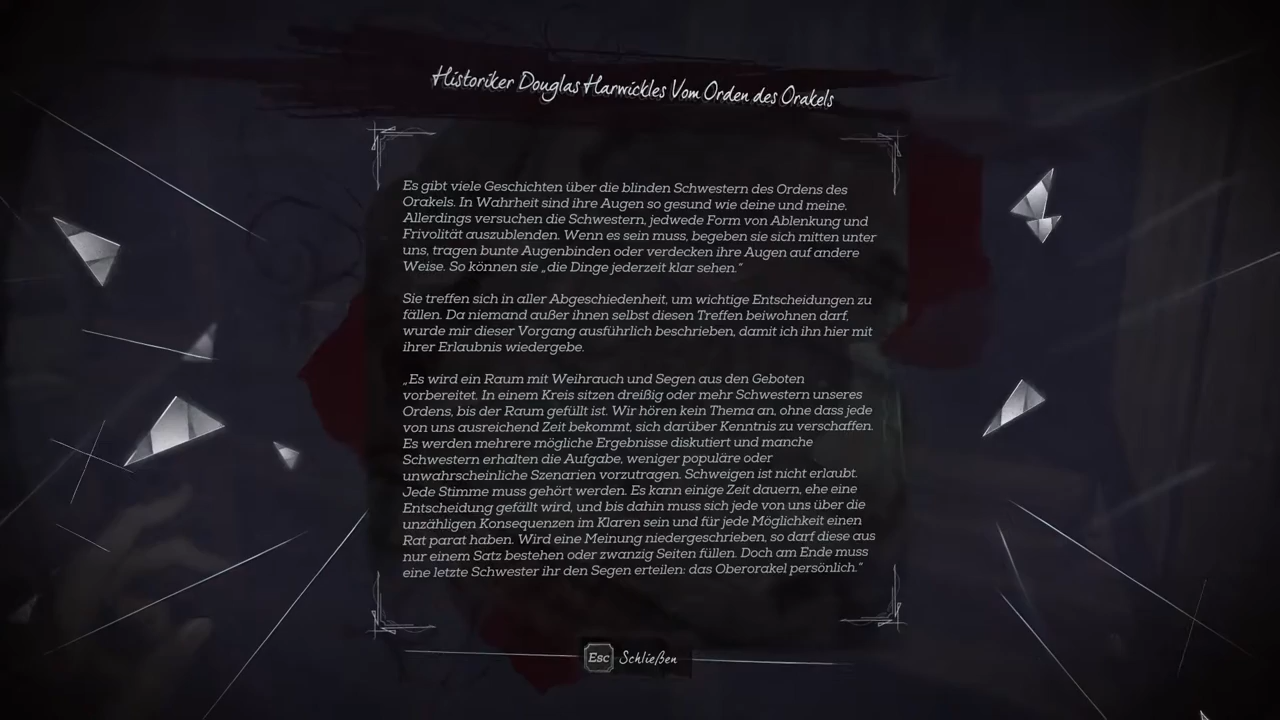 Historiker Douglas Harwickles Vom Orden des Orakels
Es gibt viele Geschichten über die blinden Schwestern des Ordens des
Orakels. In Wahrheit sind ihre Augen so gesund wie deine und meine.
Allerdings versuchen die Schwestern, jedwede Form von Ablenkung und
Frivolität auszublenden. Wenn es sein muss, begeben sie sich mitten unter
uns, tragen bunte Augenbinden oder verdecken ihre Augen auf andere
Weise. So können sie „die Dinge jederzeit klar sehen."
Sie treffen sich in aller Abgeschiedenheit, um wichtige Entscheidungen zu
fällen. Da niemand außer ihnen selbst diesen Treffen beiwohnen darf,
wurde mir dieser Vorgang ausführlich beschrieben, damit ich ihn hier mit
ihrer Erlaubnis wiedergebe.
„Es wird ein Raum mit Weihrauch und Segen aus den Geboten
vorbereitet. In einem Kreis sitzen dreißig oder mehr Schwestern unseres
Ordens, bis der Raum gefüllt ist. Wir hören kein Thema an, ohne dass jede
von uns ausreichend Zeit bekommt, sich darüber Kenntnis zu verschaffen.
Es werden mehrere mögliche Ergebnisse diskutiert und manche
Schwestern erhalten die Aufgabe, weniger populäre oder
unwahrscheinliche Szenarien vorzutragen. Schweigen ist nicht erlaubt.
Jede Stimme muss gehört werden. Es kann einige Zeit dauern, ehe eine
Entscheidung gefällt wird, und bis dahin muss sich jede von uns über die
unzähligen Konsequenzen im Klaren sein und für jede Möglichkeit einen
Rat parat haben. Wird eine Meinung niedergeschrieben, so darf diese aus
nur einem Satz bestehen oder zwanzig Seiten füllen. Doch am Ende muss
eine letzte Schwester ihr den Segen erteilen: das Oberorakel persönlich."
Esc Schließen